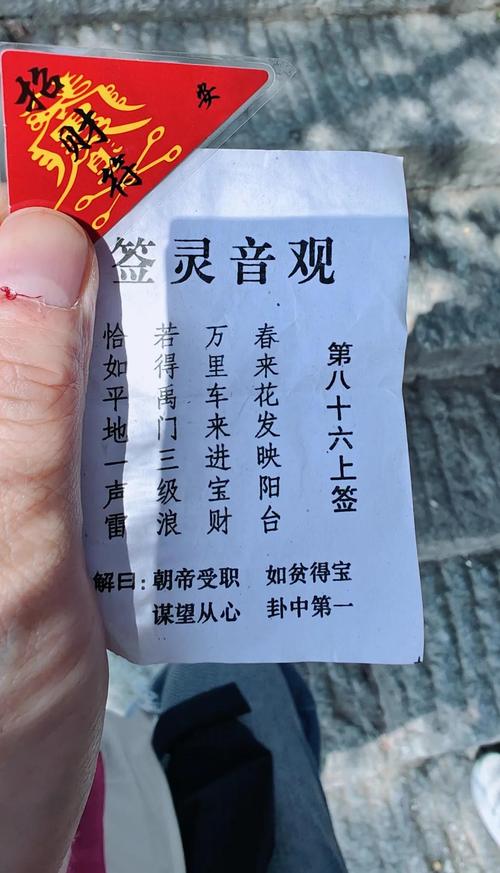 招财符
安
签灵音观
第八十六上签
春来花发映阳台
万里车来进宝财
若得禹门三级浪
恰如平地一声雷
解曰：朝帝受职 如贫得宝
谋望从心 卦中第一